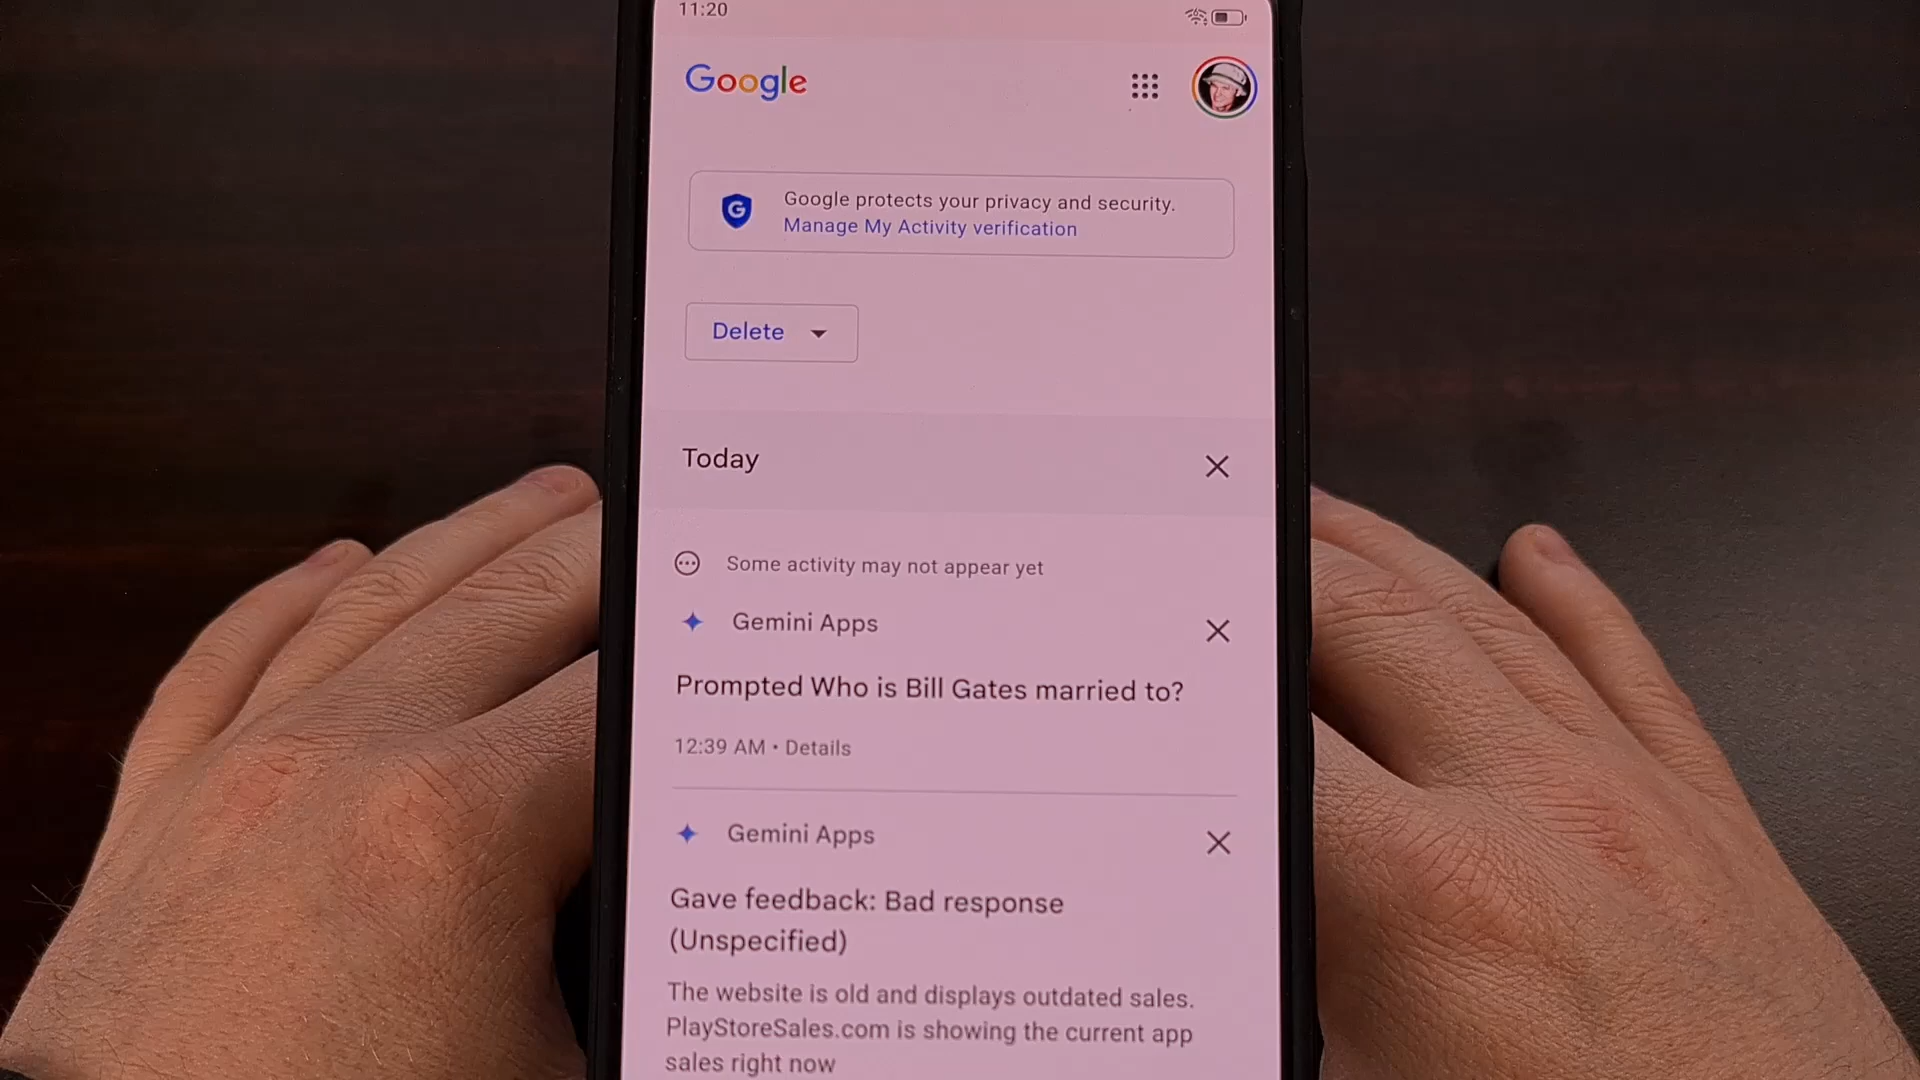 11:20
Google
Google protects your privacy and security.
Manage My Activity verification
Delete
Today
Some activity may not appear yet
Gemini Apps
Prompted Who is Bill Gates married to?
12:39 AM • Details
Gemini Apps
Gave feedback: Bad response
(Unspecified)
The website is old and displays outdated sales.
PlayStoreSales.com is showing the current app
sales right now